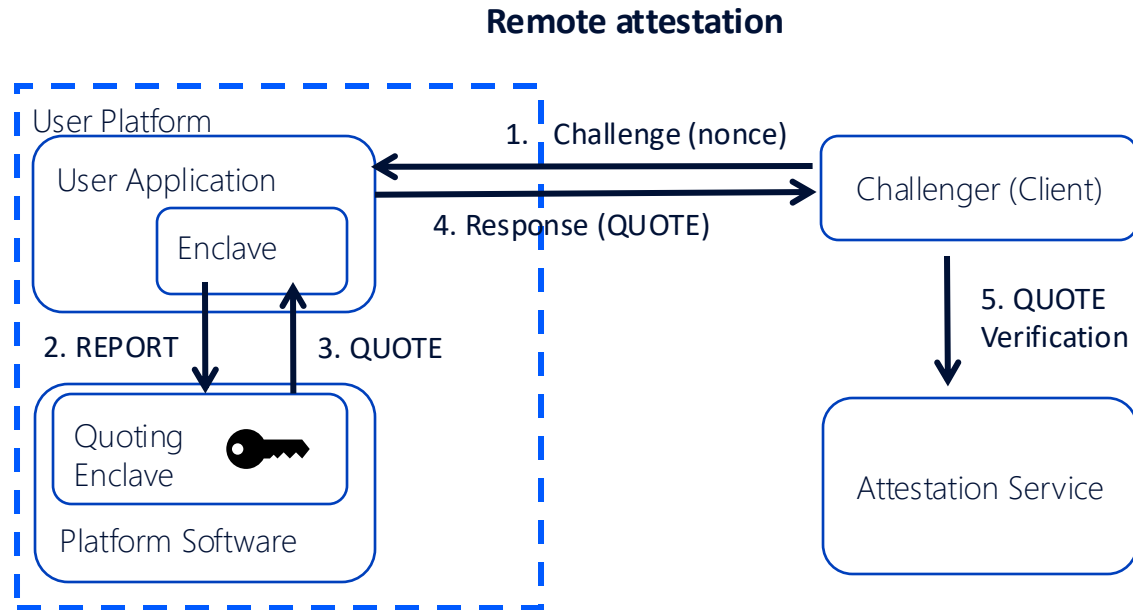 Remote attestation
User Platform
User Application
Enclave
1. Challenge (nonce)
4. Response (QUOTE)
Challenger (Client)
2. REPORT
3. QUOTE
5. QUOTE
Verification
Quoting
Enclave
Platform Software
Attestation Service